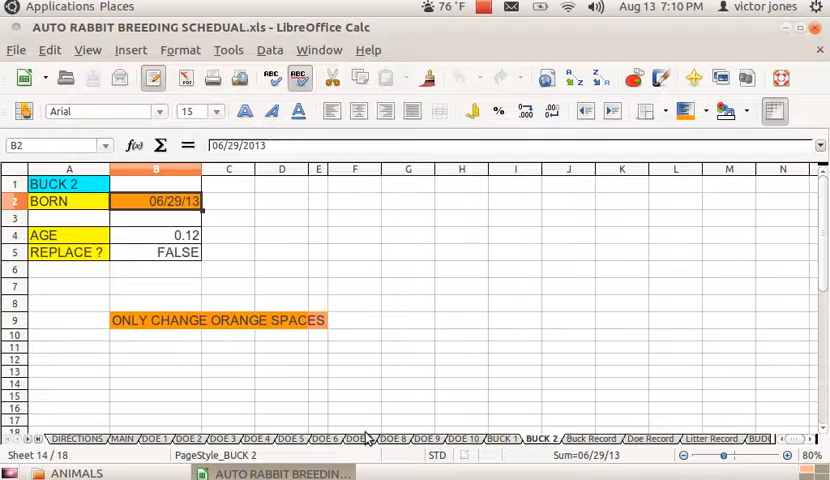 Applications Places
76 °F
Aug 13 7:10 PM
victor jones
AUTO RABBIT BREEDING SCHEDUAL.xls - LibreOffice Calc
File Edit View Insert Format Tools Data Window Help
Arial
15
B2
06/29/2013
A B C D E F G H I J K L M N
1 BUCK 2
2 BORN 06/29/13
3
4 AGE 0.12
5 REPLACE ? FALSE
6
7
8
9 ONLY CHANGE ORANGE SPACES
10
11
12
13
14
15
16
17
18
DIRECTIONS MAIN DOE 1 DOE 2 DOE 3 DOE 4 DOE 5 DOE 6 DOE 8 DOE 9 DOE 10 BUCK 1 BUCK 2 Buck Record Doe Record Litter Record
Sheet 14 / 18 PageStyle_BUCK 2 STD Sum=06/29/13 80%
ANIMALS
AUTO RABBIT BREEDIN...